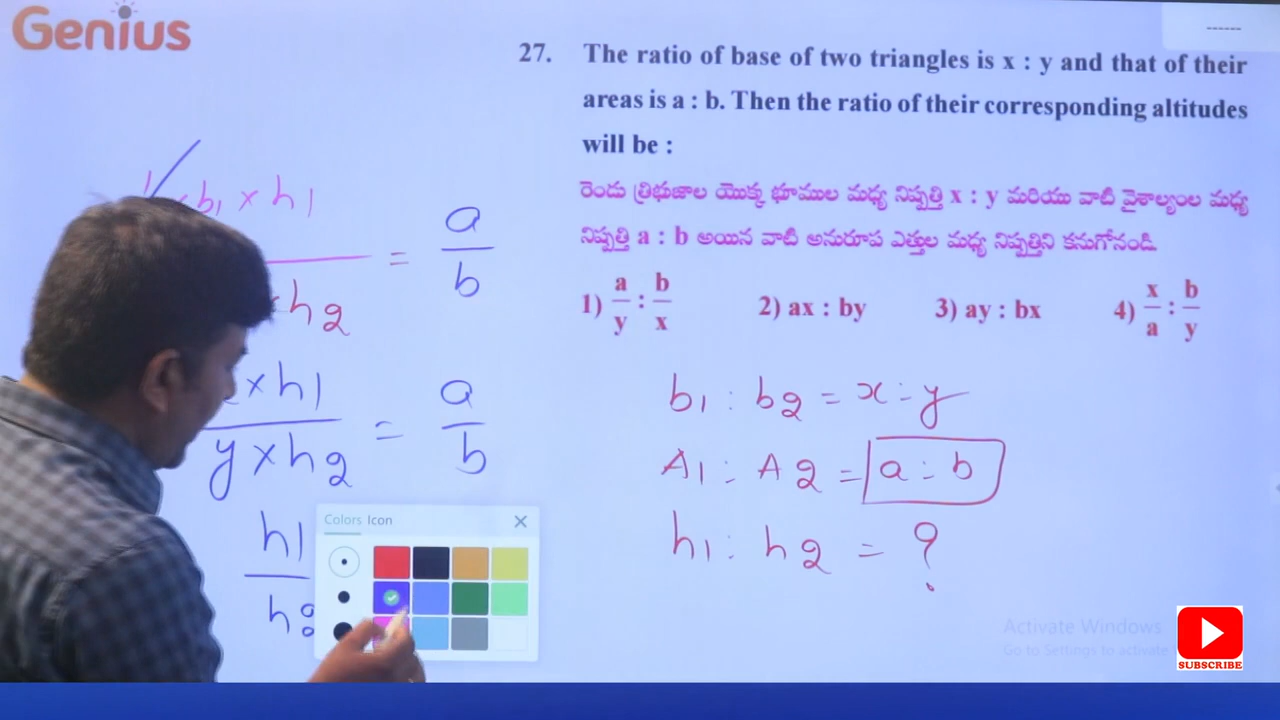 Genius
------
27. The ratio of base of two triangles is x : y and that of their
areas is a : b. Then the ratio of their corresponding altitudes
will be :
రెండు త్రిభుజాల యొక్క భూముల మధ్య నిష్పత్తి x : y మరియు వాటి వైశాల్యంల మధ్య
నిష్పత్తి a : b అయిన వాటి అనురూప ఎత్తుల మధ్య నిష్పత్తిని కనుగోనండి.
1) a/y : b/x 2) ax : by 3) ay : bx 4) x/a : b/y
b1 × h1
h2 = a/b
× h1 / y × h2 = a/b
h1
h2
b1 : b2 = x : y
A1 : A2 = a : b
h1 : h2 = ?
Colors Icon
Activate Windows
Go to Settings to activate
SUBSCRIBE